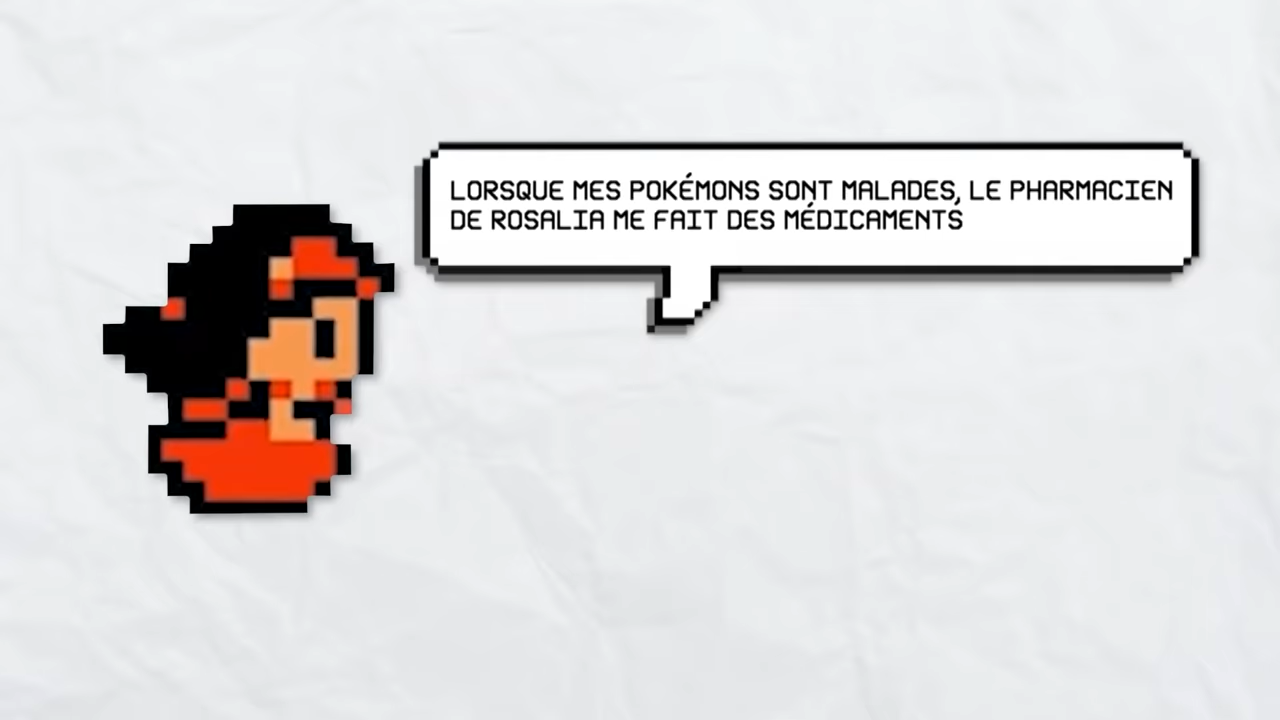 LORSQUE MES POKÉMONS SONT MALADES, LE PHARMACIEN
DE ROSALIA ME FAIT DES MÉDICAMENTS